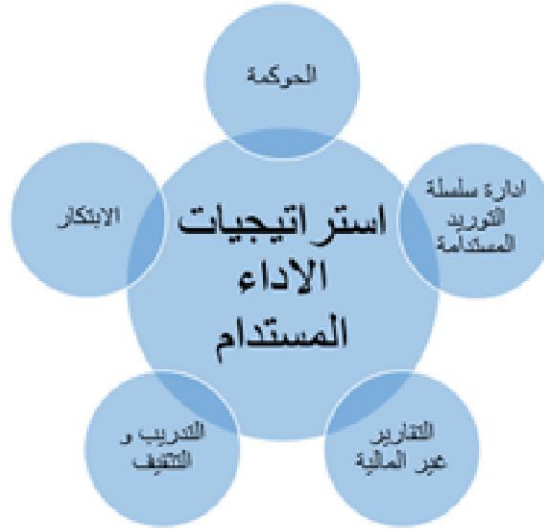 الحوكمة
ادارة سلسلة
التوريد
المستدامة
التقارير
غير المالية
التدريب و
التثقيف
الابتكار
استراتيجيات
الاداء
المستدام